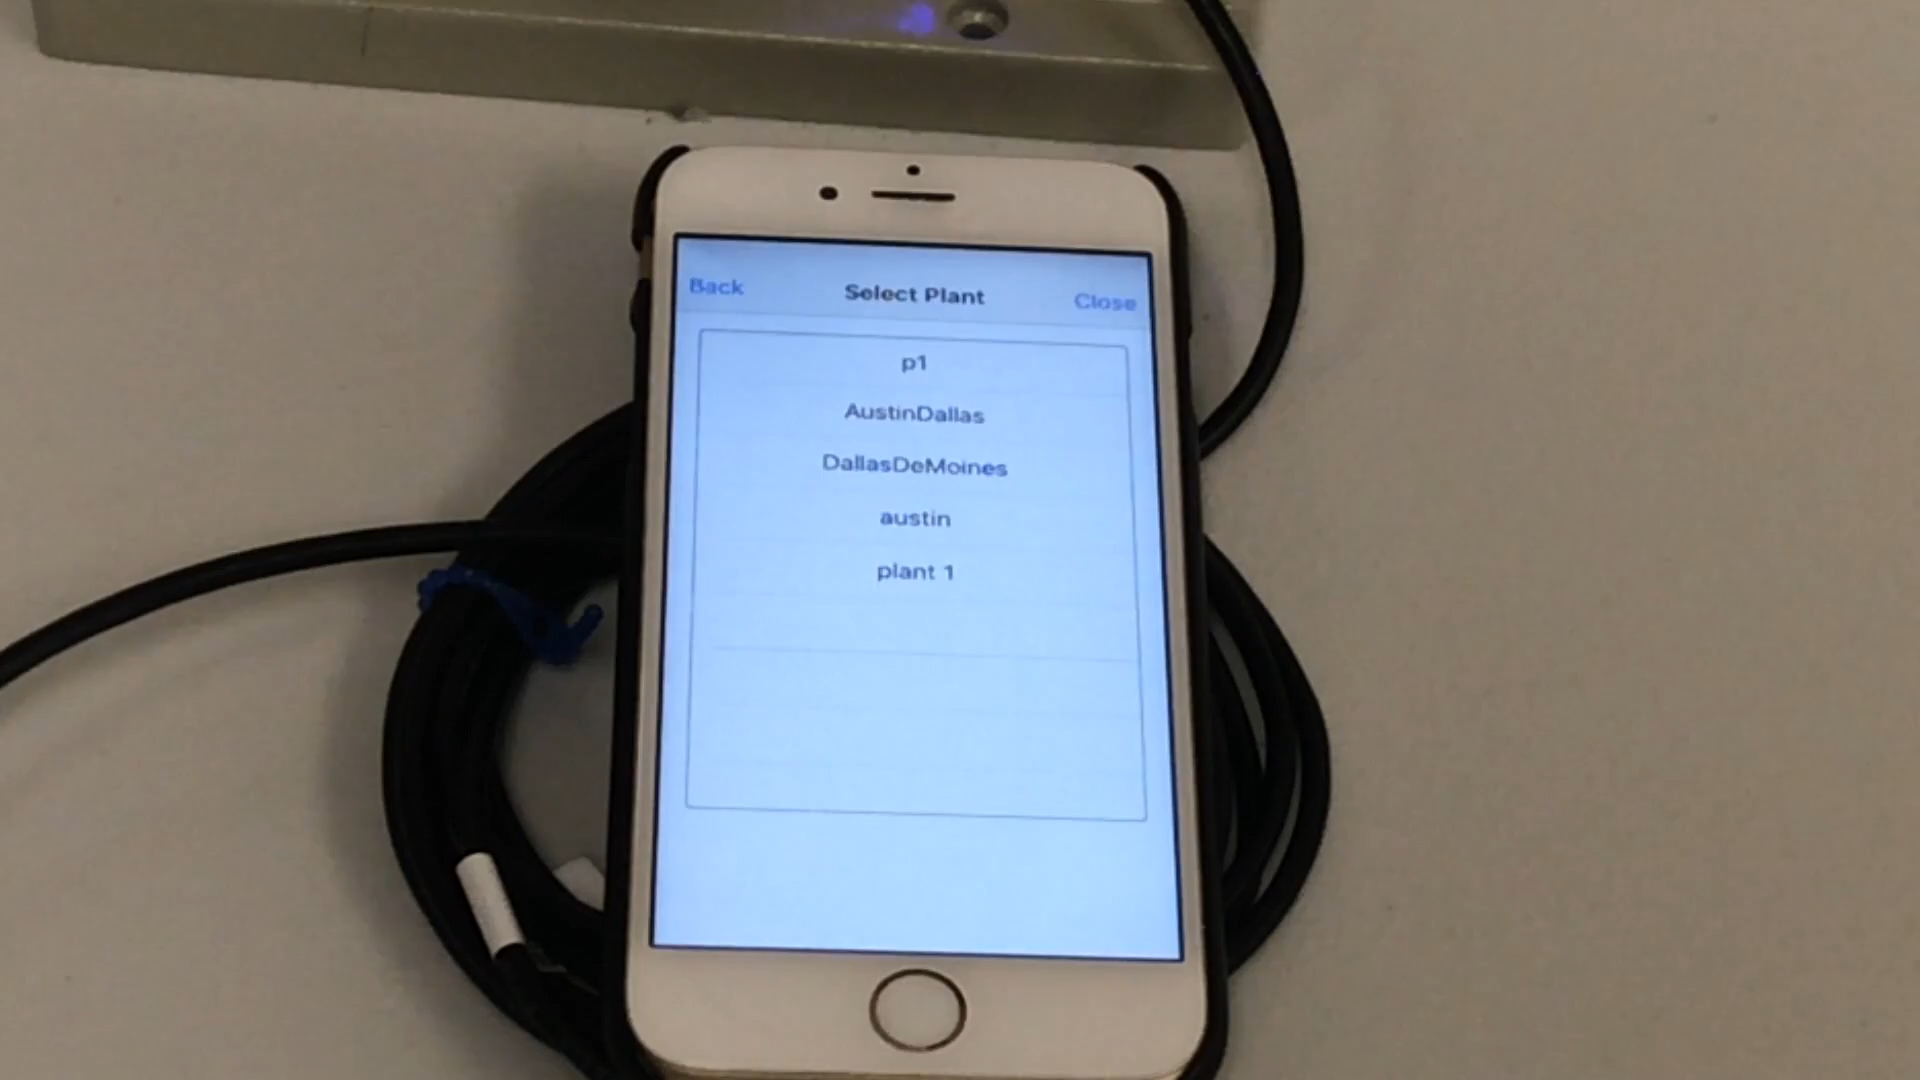 Back Select Plant Close
p1
AustinDallas
DallasDeMoines
austin
plant 1